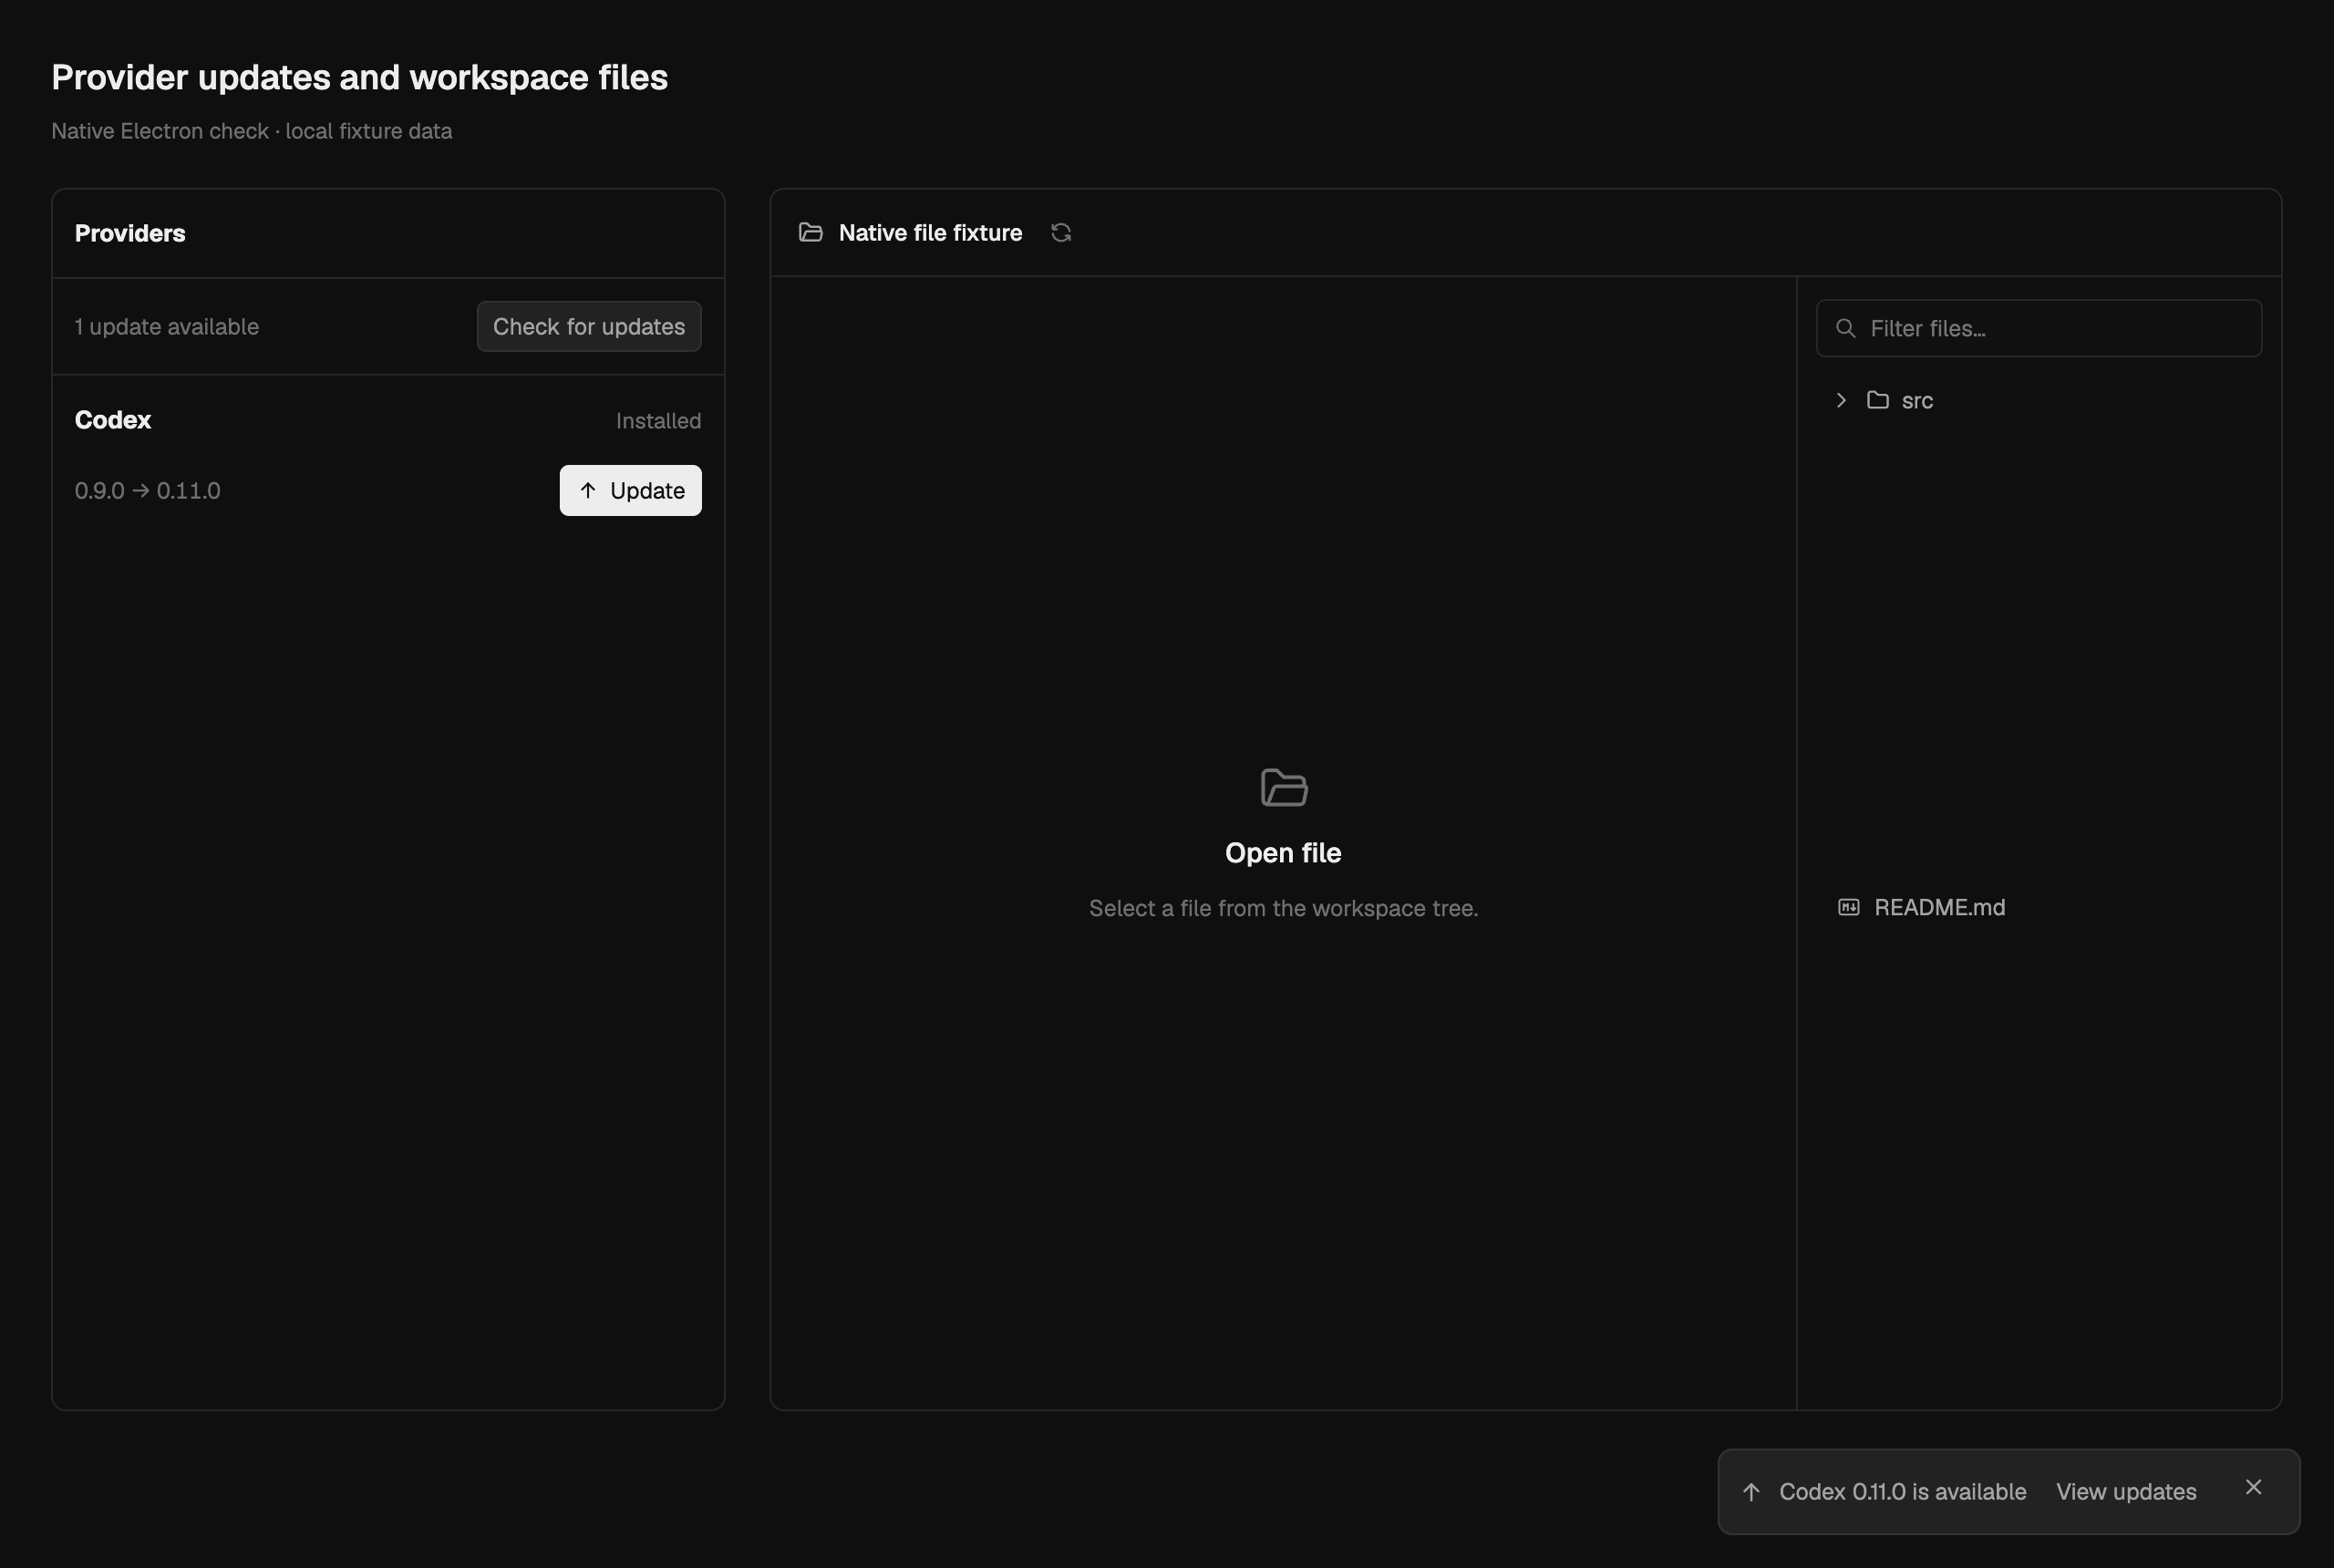 Provider updates and workspace files
Native Electron check · local fixture data
Providers
1 update available
Check for updates
Codex
Installed
0.9.0 → 0.11.0
Update
Native file fixture
Open file
Select a file from the workspace tree.
Filter files...
src
README.md
Codex 0.11.0 is available
View updates